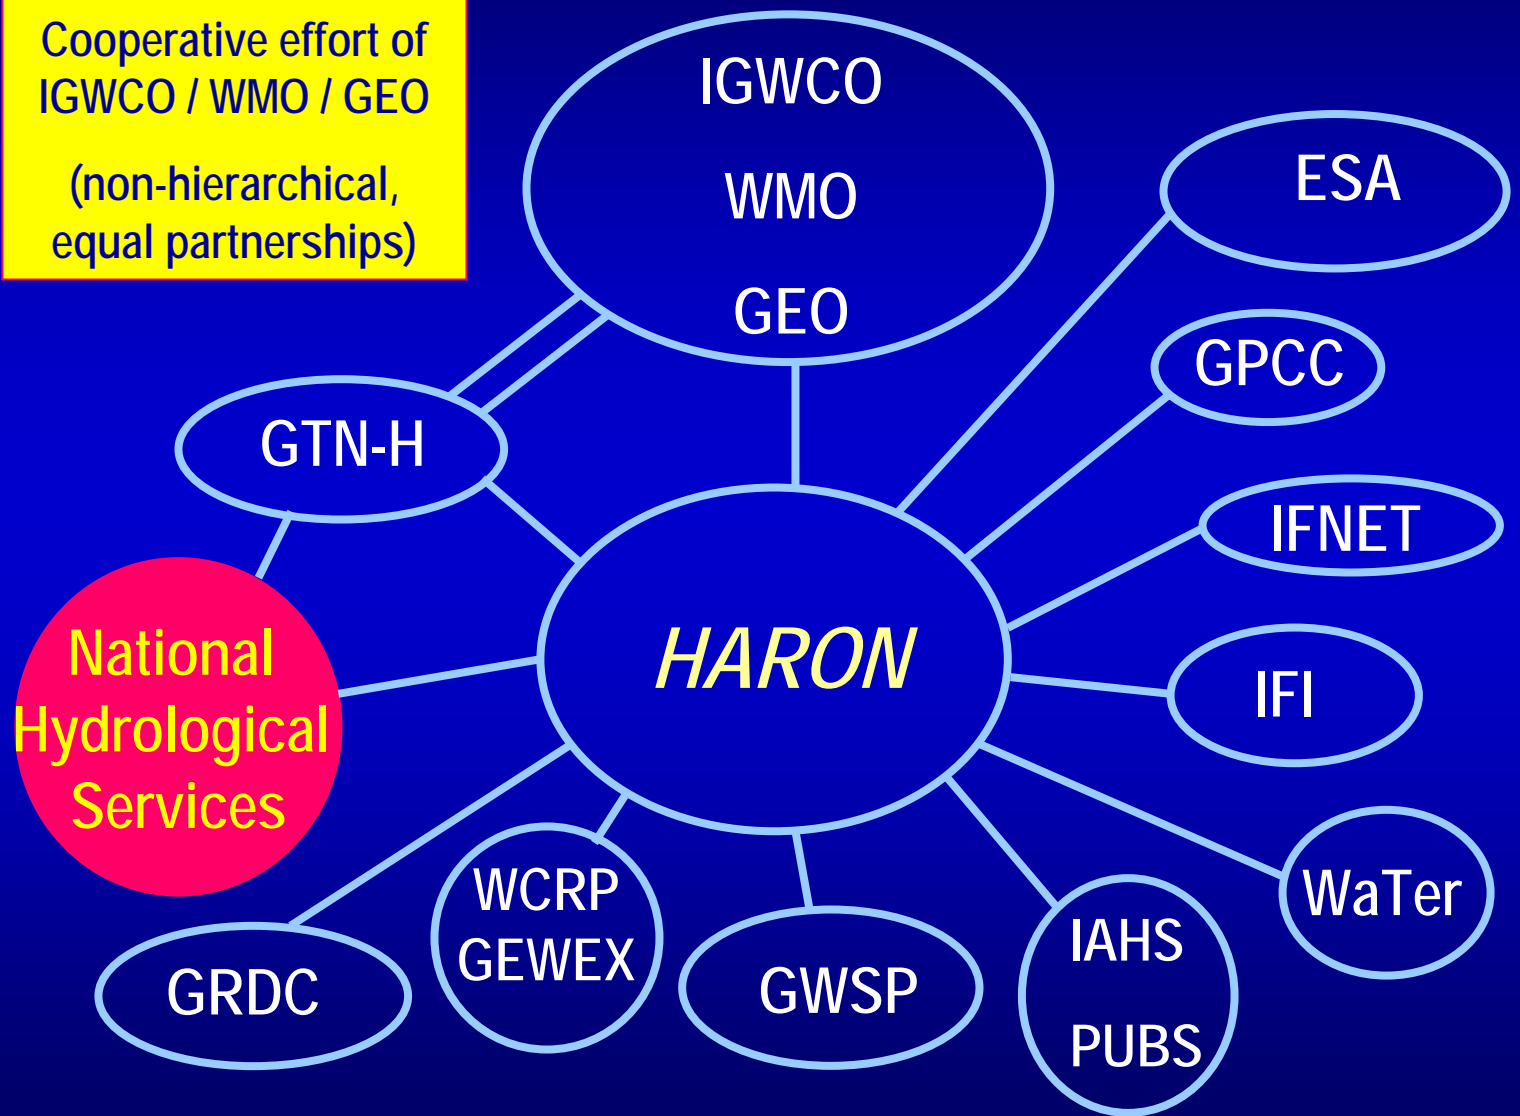 Cooperative effort of
IGWCO / WMO / GEO
(non-hierarchical,
equal partnerships)
IGWCO
WMO
GEO
ESA
GPCC
GTN-H
IFNET
HARON
National
Hydrological
Services
IFI
WCRP
GEWEX
WaTer
IAHS
PUBS
GRDC
GWSP